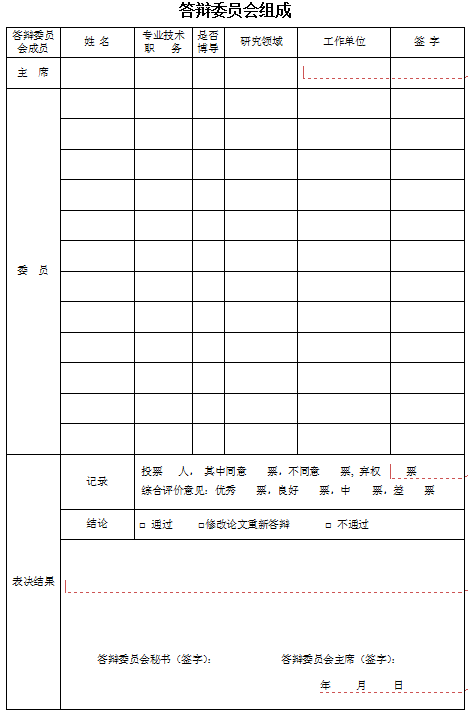 答辩委员会组成
答辩委员会成员 姓 名 专业技术职 务 是否博导 研究领域 工作单位 签 字
主 席
委 员
表决结果
记录
投票 人， 其中同意 票，不同意 票, 弃权 票
综合评价意见：优秀 票，良好 票，中 票，差 票
结论
□ 通过 □修改论文重新答辩 □ 不通过
答辩委员会秘书（签字）： 答辩委员会主席（签字）：
年 月 日